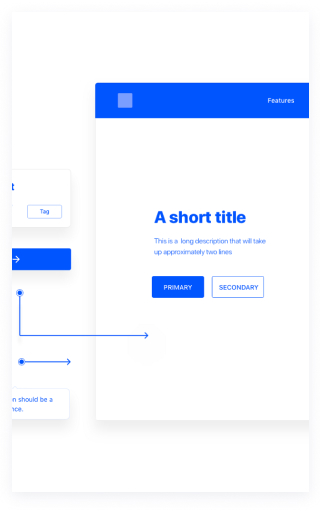 Features
t
Tag
A short title
This is a long description that will take
up approximately two lines
PRIMARY
SECONDARY
n should be a
nce.